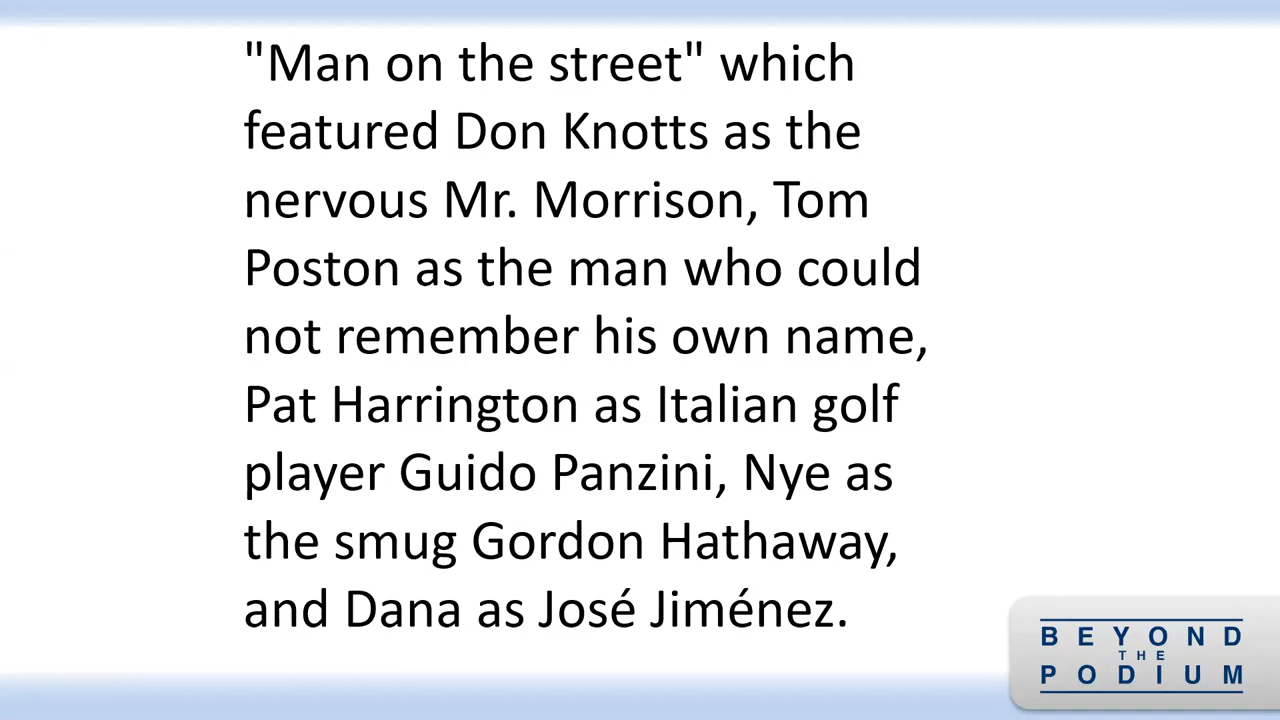 "Man on the street" which
featured Don Knotts as the
nervous Mr. Morrison, Tom
Poston as the man who could
not remember his own name,
Pat Harrington as Italian golf
player Guido Panzini, Nye as
the smug Gordon Hathaway,
and Dana as José Jiménez.
BEYOND
THE
PODIUM